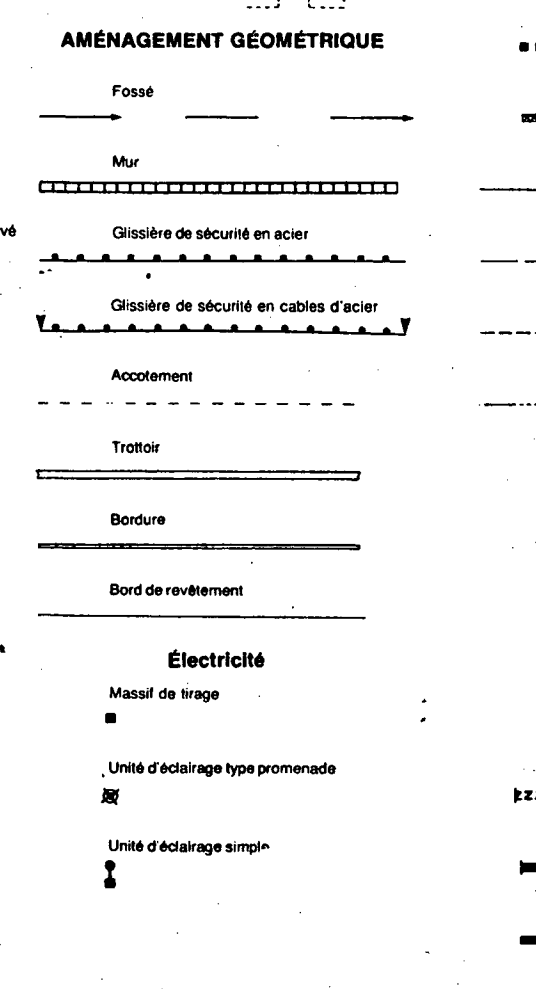 AMÉNAGEMENT GÉOMÉTRIQUE
Fossé
Mur
vé
Glissière de sécurité en acier
Glissière de sécurité en cables d'acier
Accotement
Trottoir
Bordure
Bord de revêtement
Électricité
Massif de tirage
Unité d'éclairage type promenade
Unité d'éclairage simple